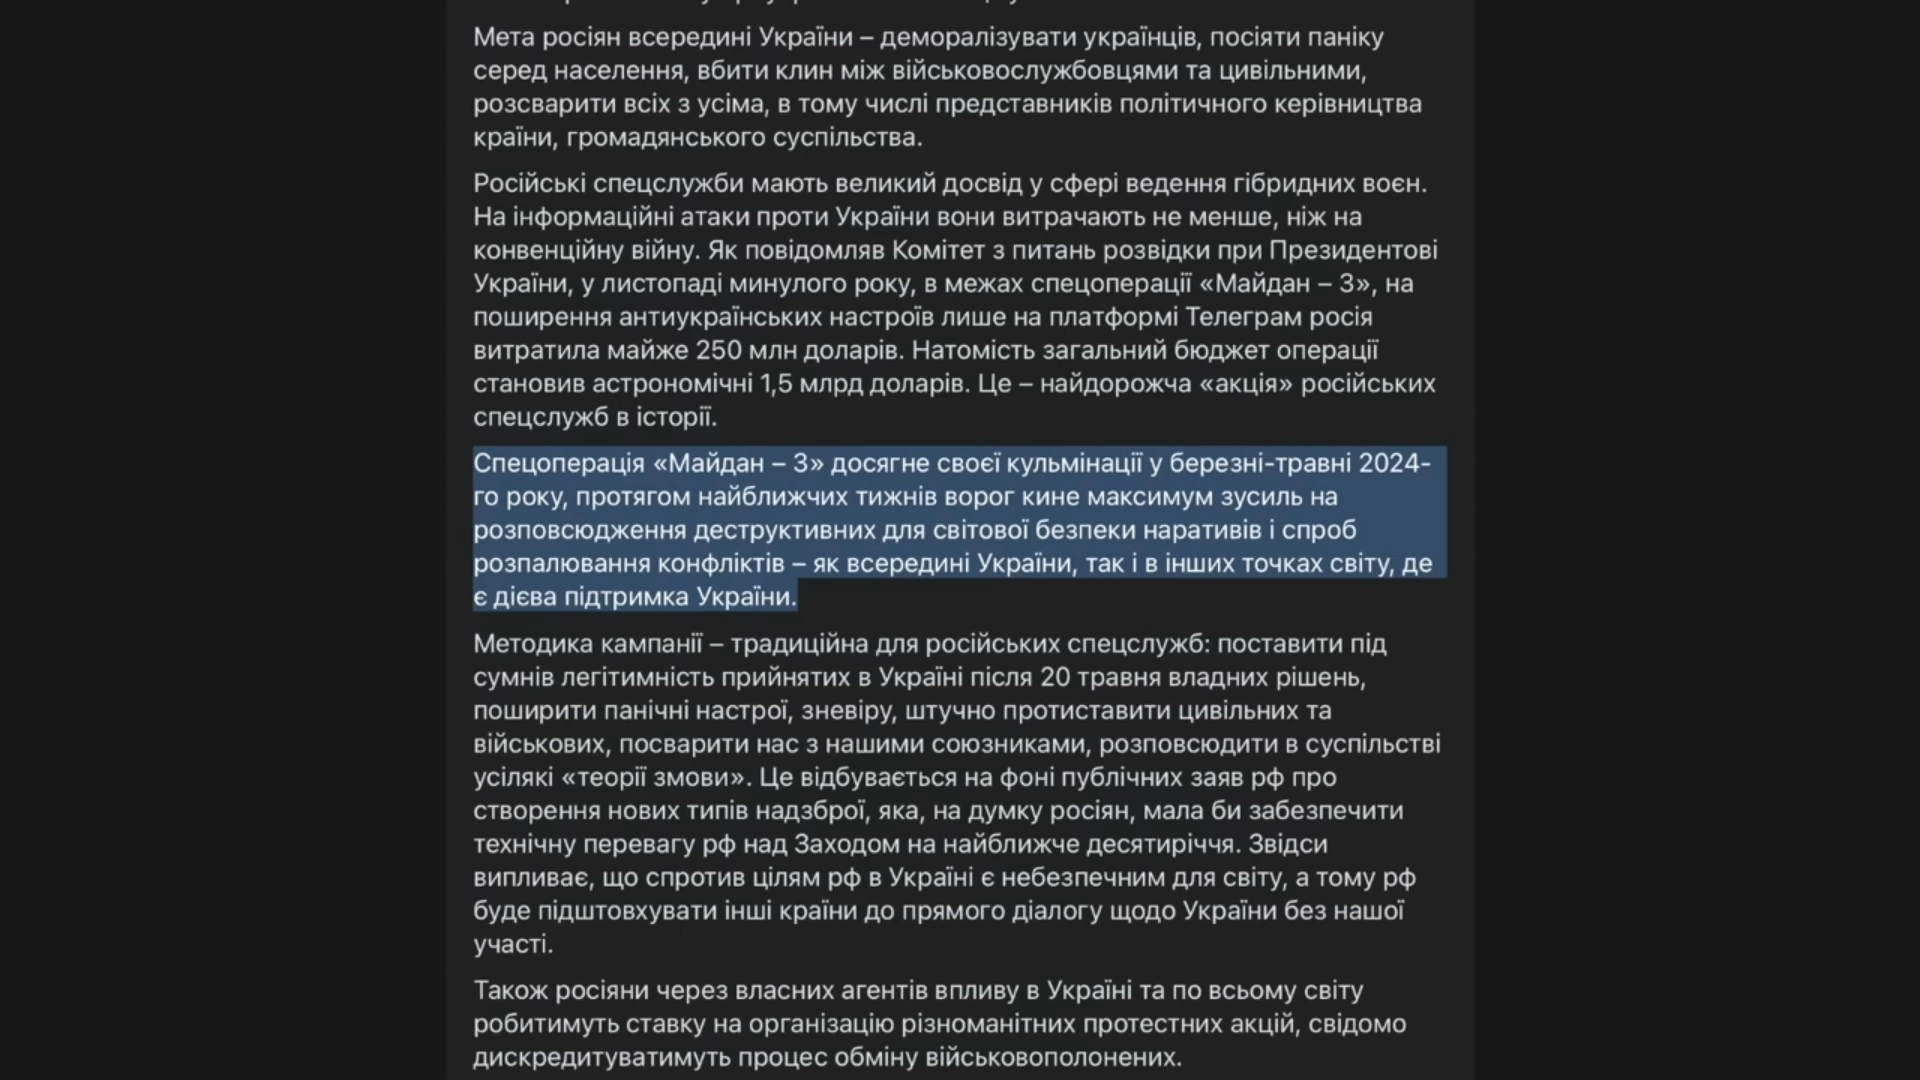 Мета росіян всередині України – деморалізувати українців, посіяти паніку
серед населення, вбити клин між військовослужбовцями та цивільними,
розсварити всіх з усіма, в тому числі представників політичного керівництва
країни, громадянського суспільства.
Російські спецслужби мають великий досвід у сфері ведення гібридних воєн.
На інформаційні атаки проти України вони витрачають не менше, ніж на
конвенційну війну. Як повідомляв Комітет з питань розвідки при Президентові
України, у листопаді минулого року, в межах спецоперації «Майдан – 3», на
поширення антиукраїнських настроїв лише на платформі Телеграм росія
витратила майже 250 млн доларів. Натомість загальний бюджет операції
становив астрономічні 1,5 млрд доларів. Це – найдорожча «акція» російських
спецслужб в історії.
Спецоперація «Майдан – 3» досягне своєї кульмінації у березні-травні 2024-
го року, протягом найближчих тижнів ворог кине максимум зусиль на
розповсюдження деструктивних для світової безпеки наративів і спроб
розпалювання конфліктів – як всередині України, так і в інших точках світу, де
є дієва підтримка України.
Методика кампанії – традиційна для російських спецслужб: поставити під
сумнів легітимність прийнятих в Україні після 20 травня владних рішень,
поширити панічні настрої, зневіру, штучно протиставити цивільних та
військових, посварити нас з нашими союзниками, розповсюдити в суспільстві
усілякі «теорії змови». Це відбувається на фоні публічних заяв рф про
створення нових типів надзброї, яка, на думку росіян, мала би забезпечити
технічну перевагу рф над Заходом на найближче десятиріччя. Звідси
випливає, що спротив цілям рф в Україні є небезпечним для світу, а тому рф
буде підштовхувати інші країни до прямого діалогу щодо України без нашої
участі.
Також росіяни через власних агентів впливу в Україні та по всьому світу
робитимуть ставку на організацію різноманітних протестних акцій, свідомо
дискредитуватимуть процес обміну військовополонених.